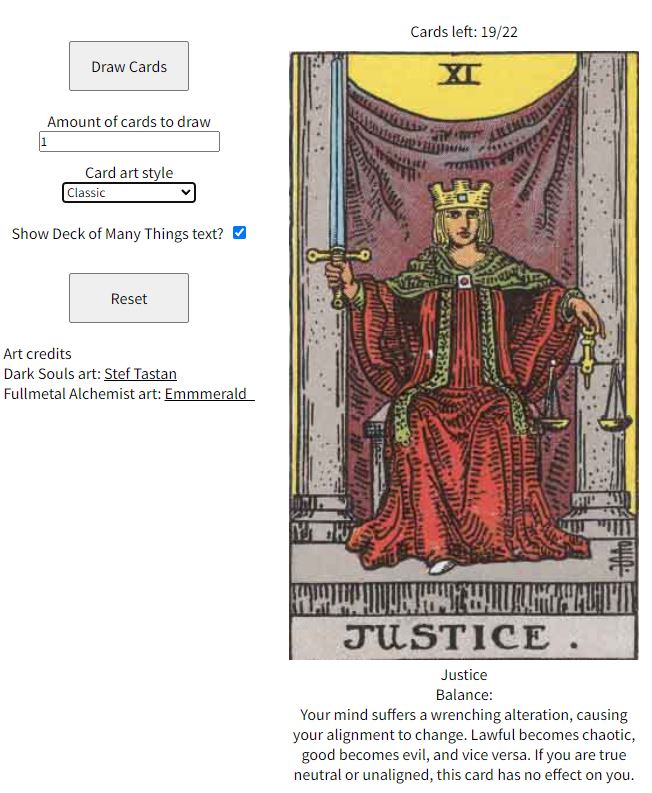 Draw Cards
Amount of cards to draw
1
Card art style
Classic
Show Deck of Many Things text?
Reset
Art credits
Dark Souls art: Stef Tastan
Fullmetal Alchemist art: Emmmerald_
Cards left: 19/22
XI
JUSTICE.
Justice
Balance:
Your mind suffers a wrenching alteration, causing
your alignment to change. Lawful becomes chaotic,
good becomes evil, and vice versa. If you are true
neutral or unaligned, this card has no effect on you.